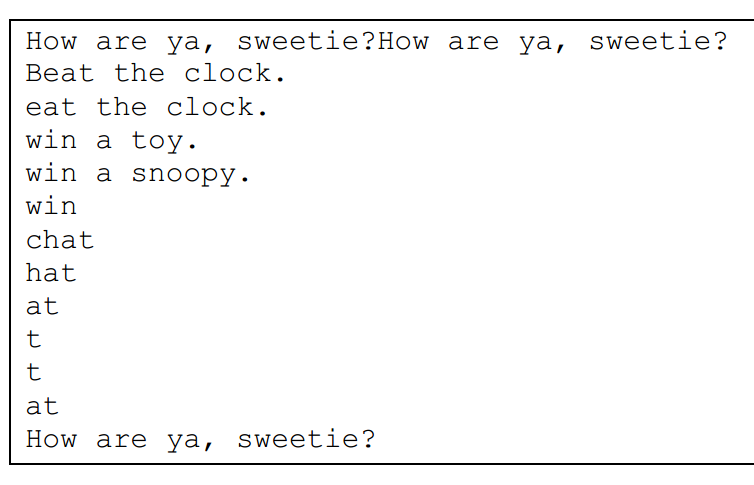 How are ya, sweetie?How are ya, sweetie?
Beat the clock.
eat the clock.
win a toy.
win a snoopy.
win
chat
hat
at
t
t
at
How are ya, sweetie?